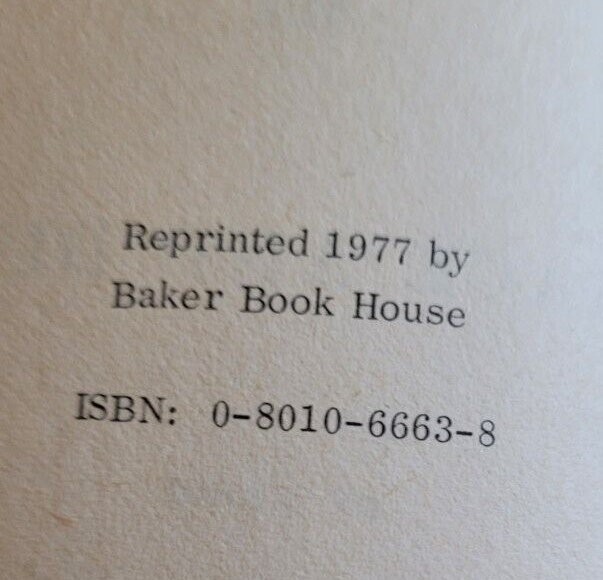 Reprinted 1977 by
Baker Book House
ISBN: 0-8010-6663-8